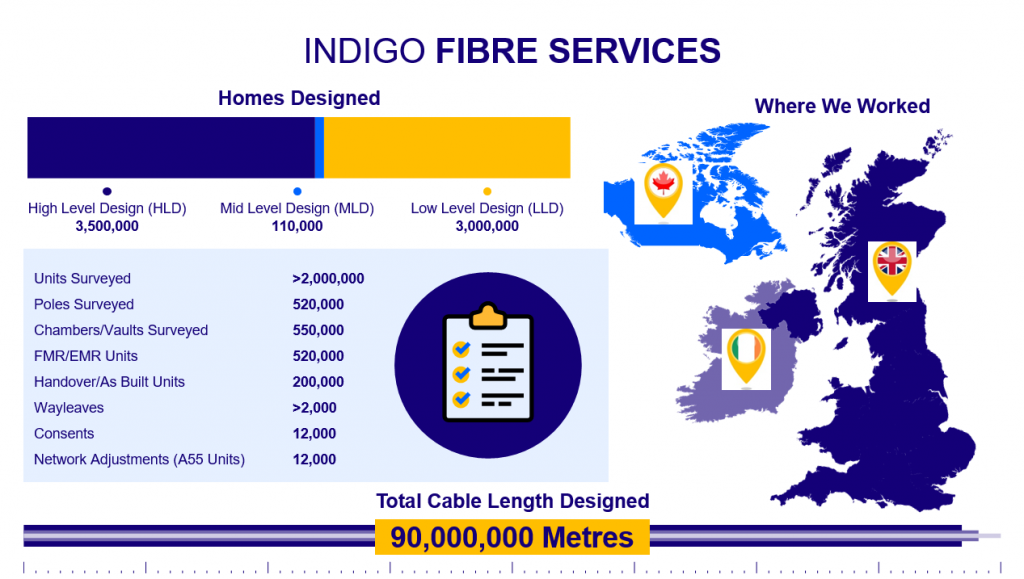 INDIGO FIBRE SERVICES
Homes Designed
High Level Design (HLD)
3,500,000
Mid Level Design (MLD)
110,000
Low Level Design (LLD)
3,000,000
Where We Worked
Units Surveyed >2,000,000
Poles Surveyed 520,000
Chambers/Vaults Surveyed 550,000
FMR/EMR Units 520,000
Handover/As Built Units 200,000
Wayleaves >2,000
Consents 12,000
Network Adjustments (A55 Units) 12,000
Total Cable Length Designed
90,000,000 Metres